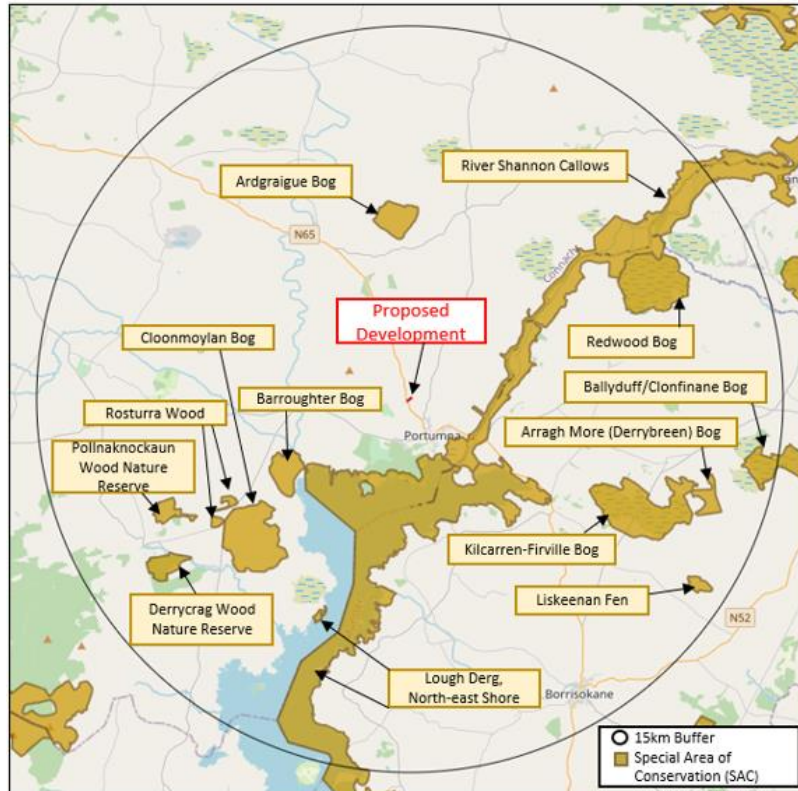 River Shannon Callows
Ardgraigue Bog
N65
Connacht
Proposed
Development
Cloonmoylan Bog
Redwood Bog
Barroughter Bog
Ballyduff/Clonfinane Bog
Rosturra Wood
Portumna
Arragh More (Derrybreen) Bog
Pollnaknockaun
Wood Nature
Reserve
Kilcarren-Firville Bog
Derrycrag Wood
Nature Reserve
Liskeenan Fen
N52
Lough Derg,
North-east Shore
Borrisokane
15km Buffer
Special Area of
Conservation (SAC)